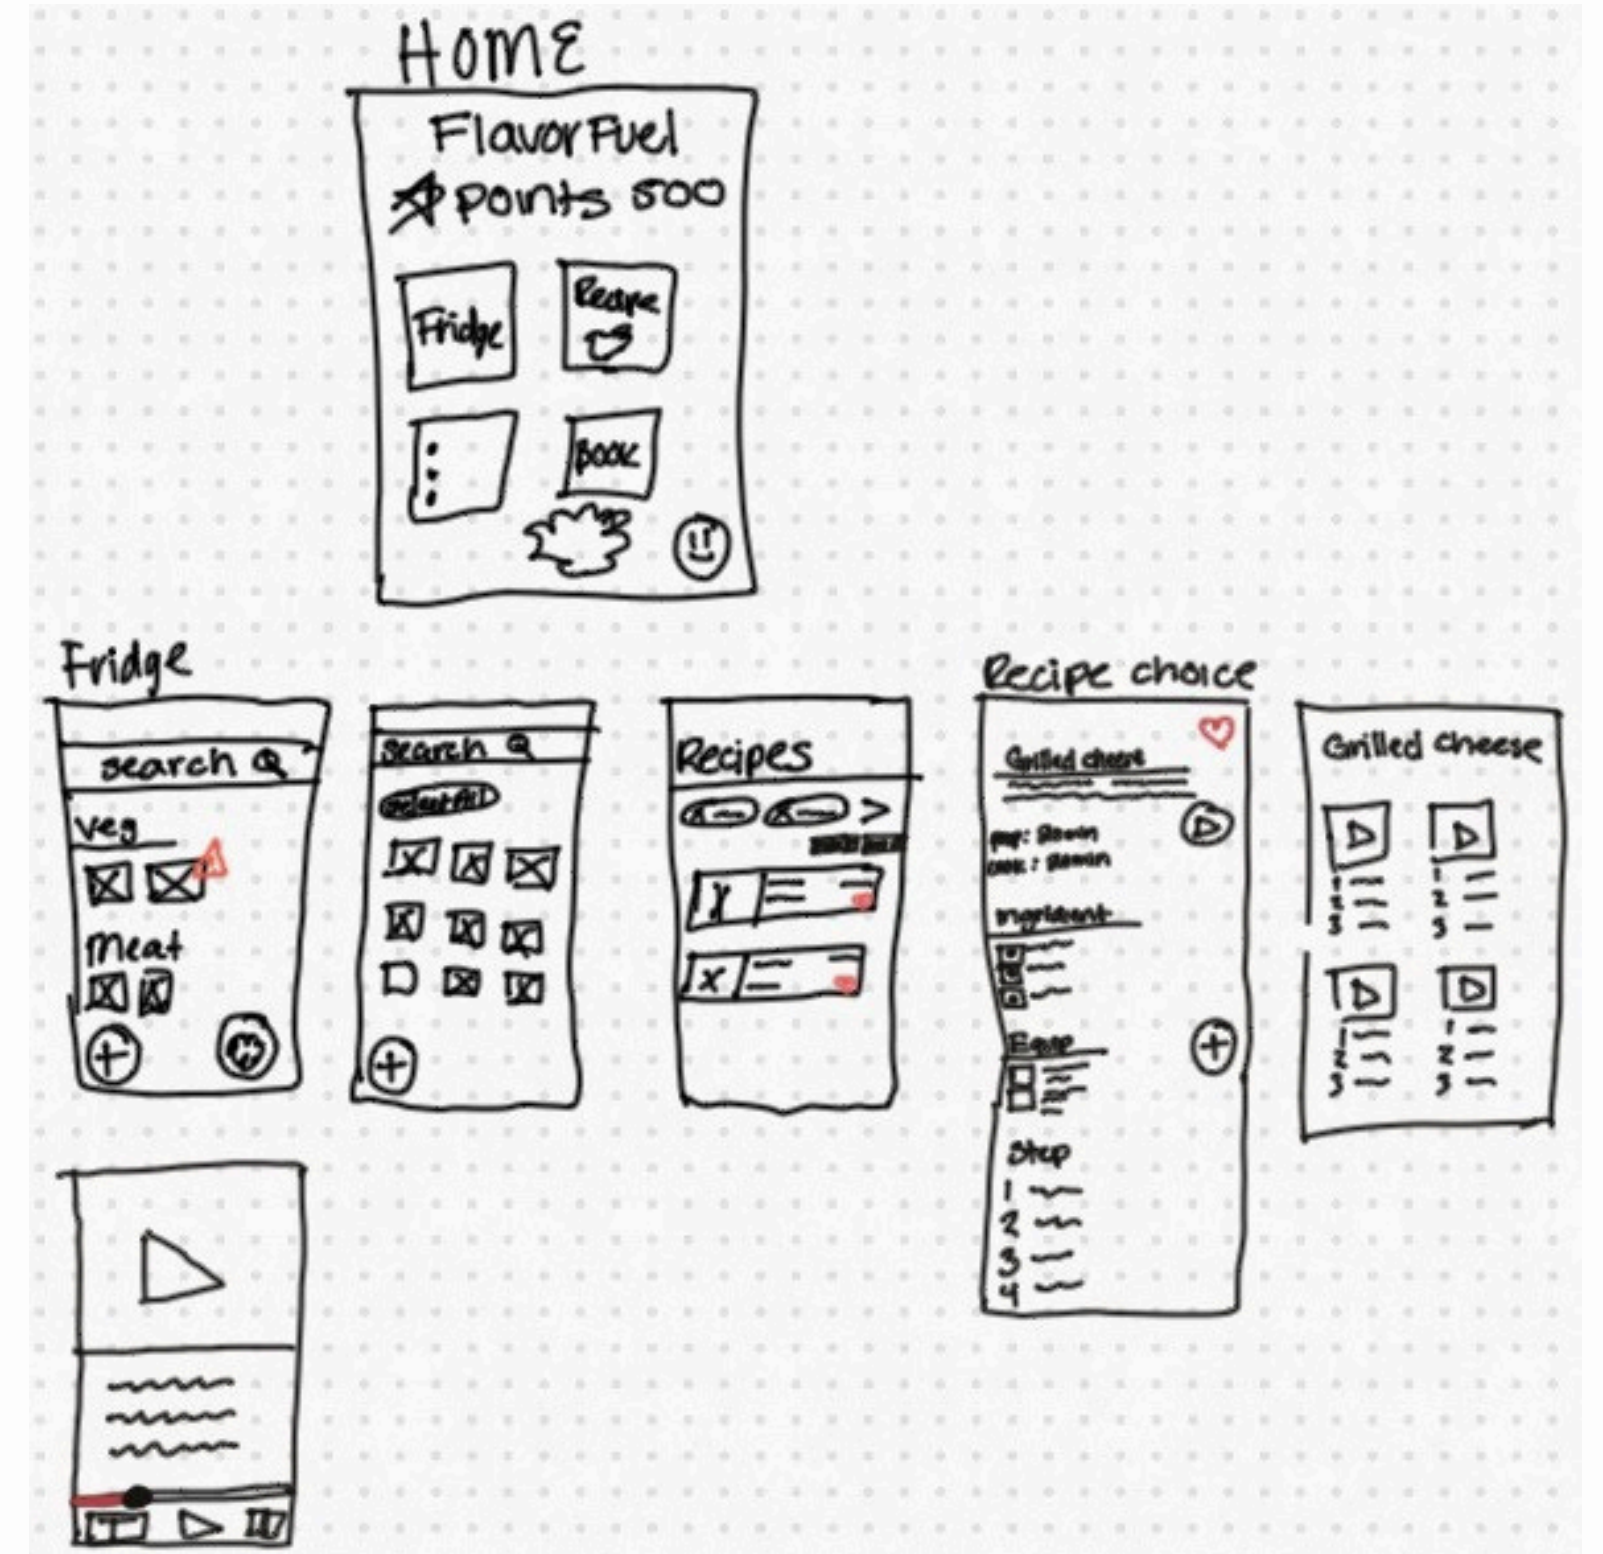 HOME
FlavorFuel
points 500
Fridge
Recipe
Book
Fridge
search
veg
meat
search
Select All
Recipes
Recipe choice
Grilled cheese
Ingridient
Equip
Step
1
2
3
4
Grilled cheese
1
2
3
1
2
3
1
2
3
1
2
3